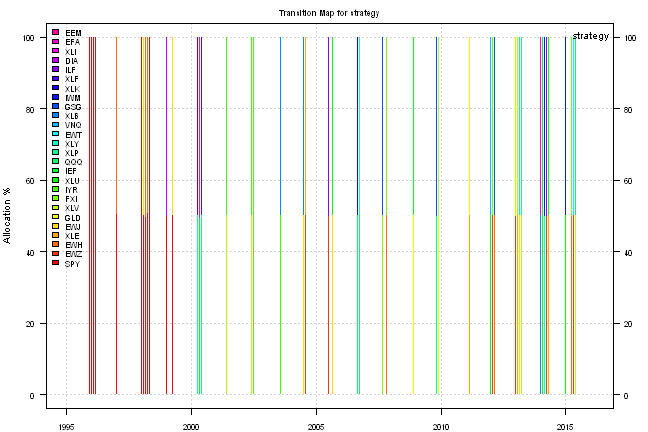 Transition Map for strategy
strategy
100
80
60
40
20
0
Allocation %
EEM
EFA
XLI
DIA
ILF
XLF
XLK
IWM
GSG
XLB
VNQ
EWT
XLY
XLP
QQQ
IEF
XLU
IYR
FXI
XLV
GLD
EWJ
XLE
EWH
EWZ
SPY
100
80
60
40
20
0
1995
2000
2005
2010
2015